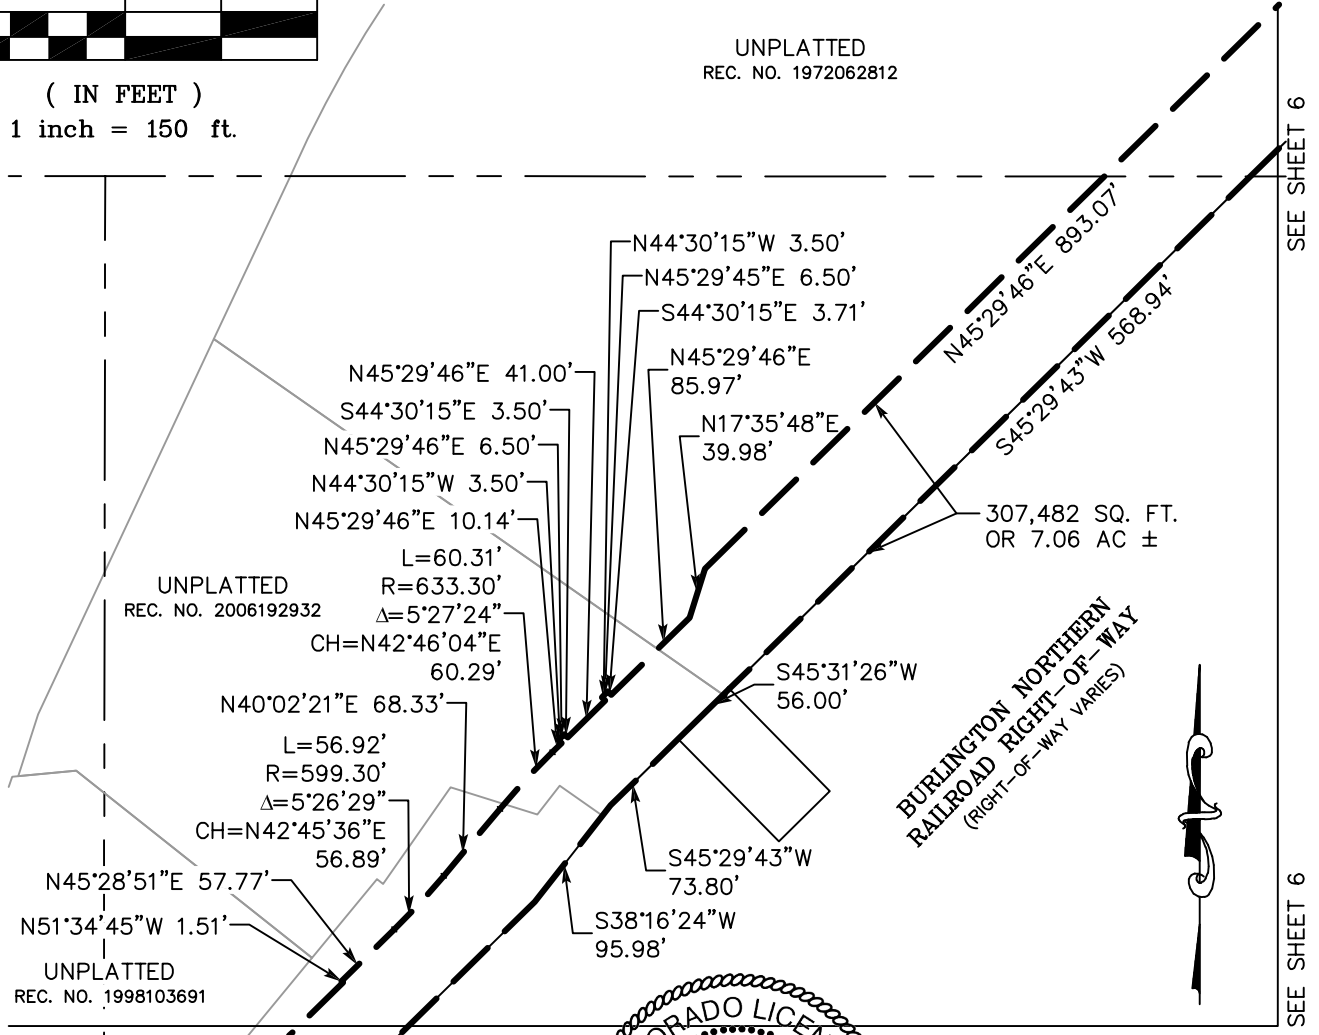 UNPLATTED
REC. NO. 1972062812
( IN FEET )
1 inch = 150 ft.
SEE SHEET 6
N44°30'15"W 3.50'
N45°29'45"E 6.50'
S44°30'15"E 3.71'
N45°29'46"E
85.97'
N17°35'48"E
39.98'
N45°29'46"E 893.07'
S45°29'43"W 568.94'
N45°29'46"E 41.00'
S44°30'15"E 3.50'
N45°29'46"E 6.50'
N44°30'15"W 3.50'
N45°29'46"E 10.14'
L=60.31'
R=633.30'
Δ=5°27'24"
CH=N42°46'04"E
60.29'
307,482 SQ. FT.
OR 7.06 AC ±
UNPLATTED
REC. NO. 2006192932
N40°02'21"E 68.33'
L=56.92'
R=599.30'
Δ=5°26'29"
CH=N42°45'36"E
56.89'
S45°31'26"W
56.00'
BURLINGTON NORTHERN
RAILROAD RIGHT-OF-WAY
(RIGHT-OF-WAY VARIES)
S45°29'43"W
73.80'
S38°16'24"W
95.98'
N45°28'51"E 57.77'
N51°34'45"W 1.51'
UNPLATTED
REC. NO. 1998103691
SEE SHEET 6
ORADO LICEN